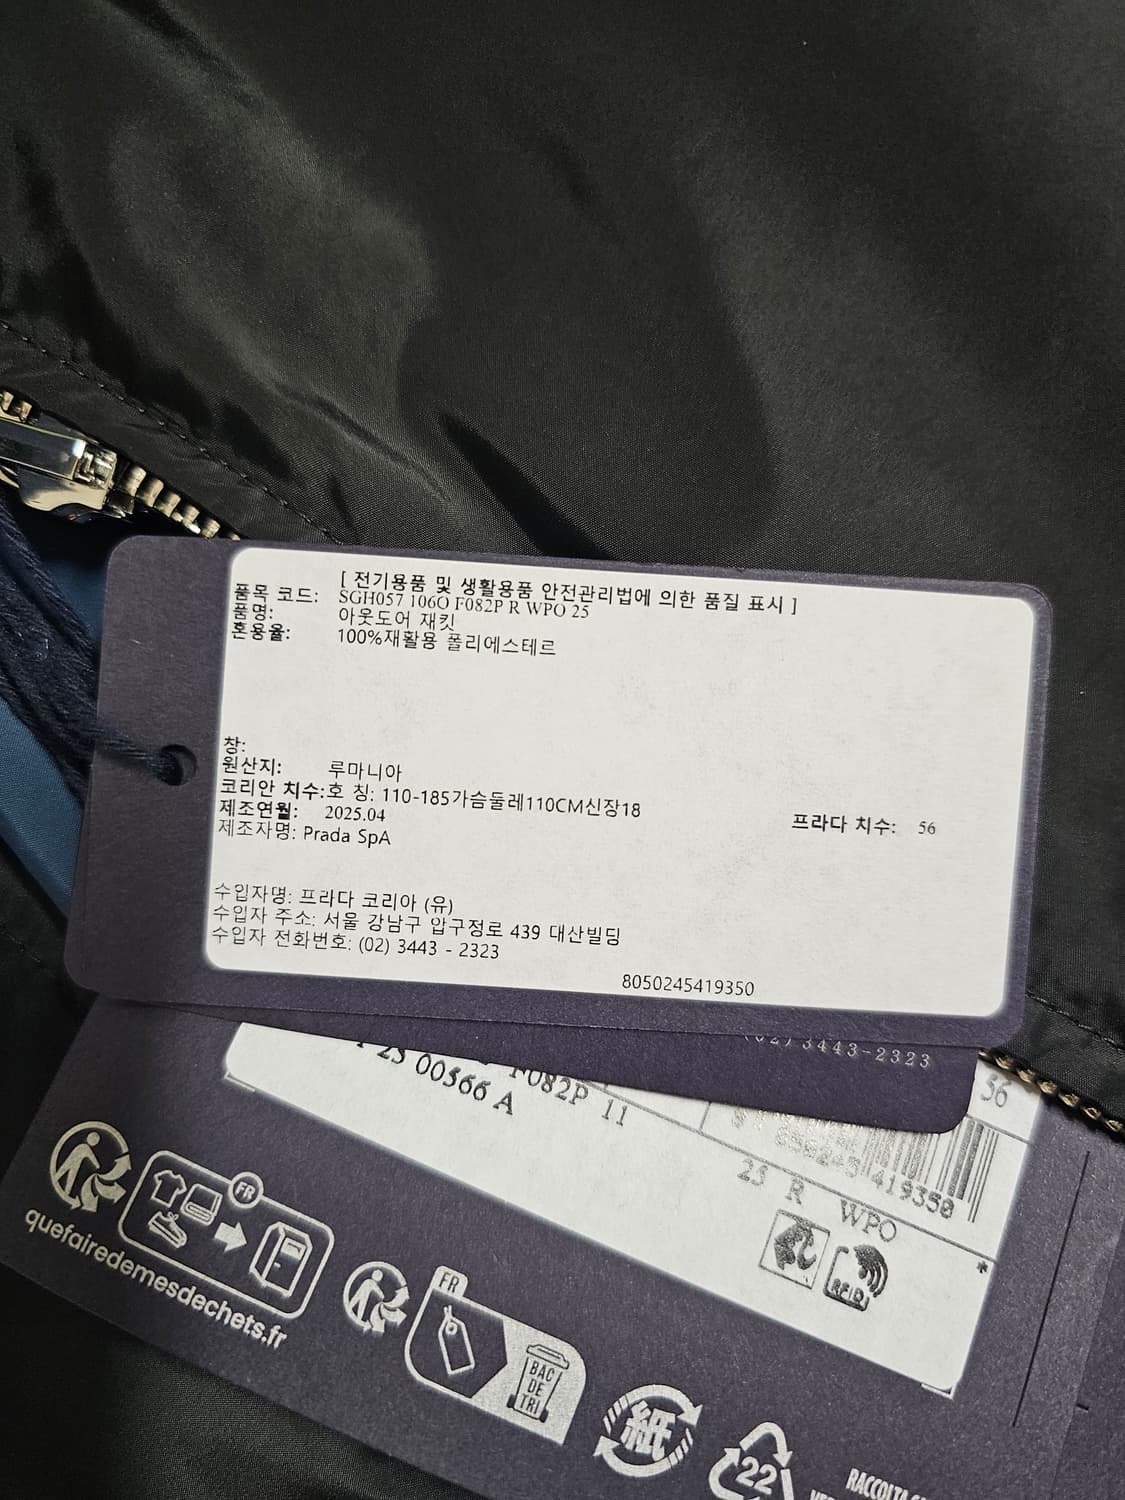 [ 전기용품 및 생활용품 안전관리법에 의한 품질 표시 ]
품목 코드: SGH057 106O F082P R WPO 25
품명: 아웃도어 재킷
혼용율: 100%재활용 폴리에스테르
창:
원산지: 루마니아
코리안 치수:호 칭: 110-185가슴둘레110CM신장18
제조연월: 2025.04
프라다 치수: 56
제조자명: Prada SpA
수입자명: 프라다 코리아 (유)
수입자 주소: 서울 강남구 압구정로 439 대산빌딩
수입자 전화번호: (02) 3443 - 2323
8050245419350
(02) 3443-2323
F082P 11
56
25 00566 A
419350
25 R WPO
*
RFID
FR
quefairedemesdechets.fr
FR
BAC
DE
TRI
紙
22
RACCOLTA